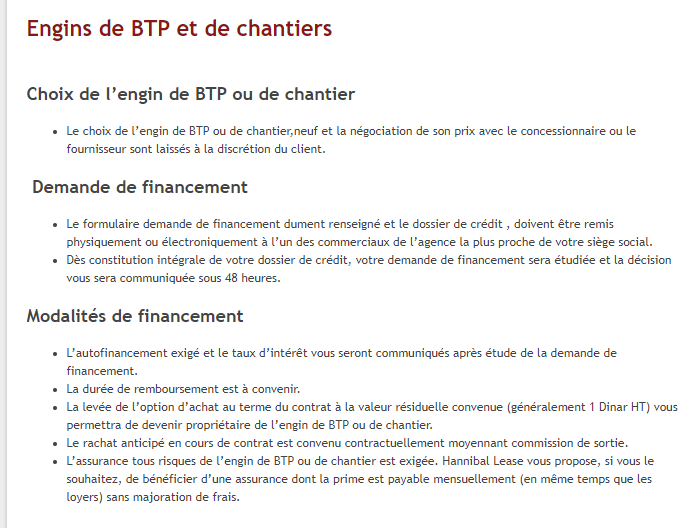 Engins de BTP et de chantiers
Choix de l'engin de BTP ou de chantier
• Le choix de l'engin de BTP ou de chantier,neuf et la négociation de son prix avec le concessionnaire ou le
fournisseur sont laissés à la discrétion du client.
Demande de financement
• Le formulaire demande de financement dument renseigné et le dossier de crédit , doivent être remis
physiquement ou électroniquement à l'un des commerciaux de l'agence la plus proche de votre siège social.
• Dès constitution intégrale de votre dossier de crédit, votre demande de financement sera étudiée et la décision
vous sera communiquée sous 48 heures.
Modalités de financement
• L'autofinancement exigé et le taux d'intérêt vous seront communiqués après étude de la demande de
financement.
• La durée de remboursement est à convenir.
• La levée de l'option d'achat au terme du contrat à la valeur résiduelle convenue (généralement 1 Dinar HT) vous
permettra de devenir propriétaire de l'engin de BTP ou de chantier.
• Le rachat anticipé en cours de contrat est convenu contractuellement moyennant commission de sortie.
• L'assurance tous risques de l'engin de BTP ou de chantier est exigée. Hannibal Lease vous propose, si vous le
souhaitez, de bénéficier d'une assurance dont la prime est payable mensuellement (en même temps que les
loyers) sans majoration de frais.